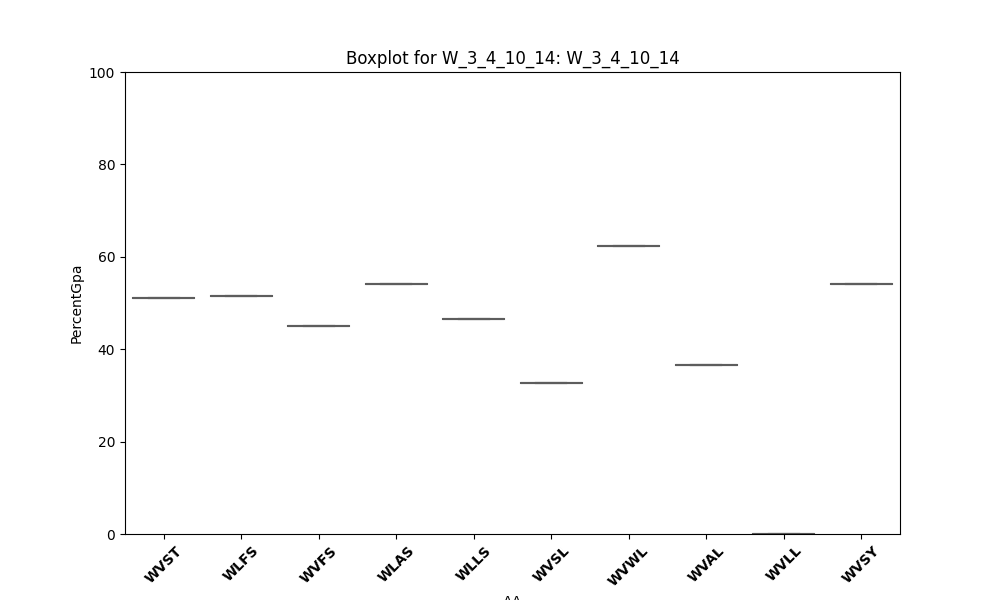 Boxplot for W_3_4_10_14: W_3_4_10_14
100
80
60
40
20
0
PercentGpa
WVST
WLFS
WVFS
WLAS
WLLS
WVSL
WVWL
WVAL
WVLL
WVSY
AA